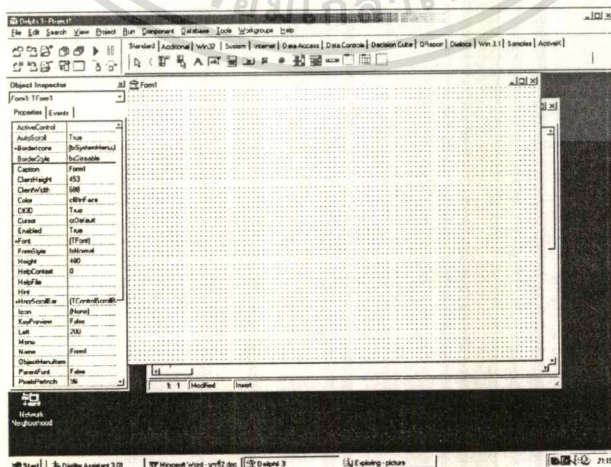 Delphi 3 - Project1
File Edit Search View Project Run Component Database Tools Workgroups Help
Standard Additional Win32 System Internet Data Access Data Controls Decision Cube QReport Dialogs Win 3.1 Samples ActiveX
Object Inspector
Form1: TForm1
Properties Events
ActiveControl
AutoScroll True
+BorderIcons [biSystemMenu,
BorderStyle bsSizeable
Caption Form1
ClientHeight 453
ClientWidth 688
Color clBtnFace
Ctl3D True
Cursor crDefault
Enabled True
+Font (TFont)
FormStyle fsNormal
Height 480
HelpContext 0
HelpFile
Hint
+HorzScrollBar (TControlScrollB
Icon (None)
KeyPreview False
Left 200
Menu
Name Form1
ObjectMenuItem
ParentFont False
PixelsPerInch 96
Form1
1: 1 Modified Insert
Network
Neighborhood
Start Distiller Assistant 3.01 Microsoft Word - Delphi 3 Exploring - picture